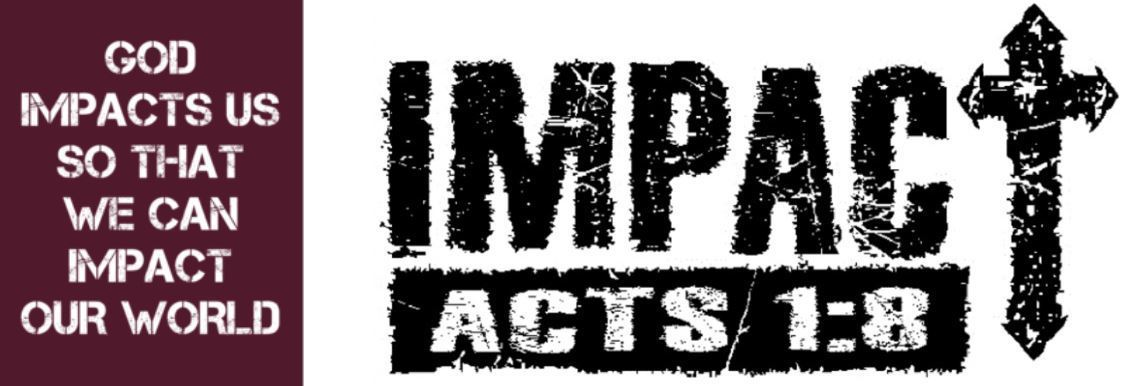 GOD
IMPACTS US
SO THAT
WE CAN
IMPACT
OUR WORLD
IMPACT
ACTS 1:8